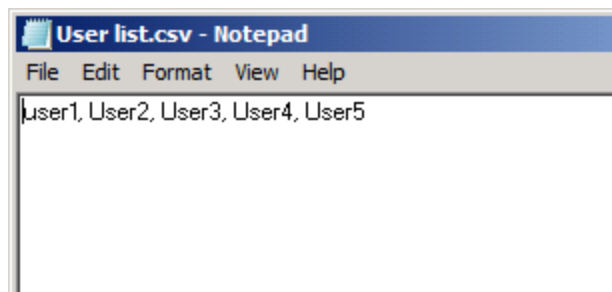 User list.csv - Notepad
File Edit Format View Help
user1, User2, User3, User4, User5